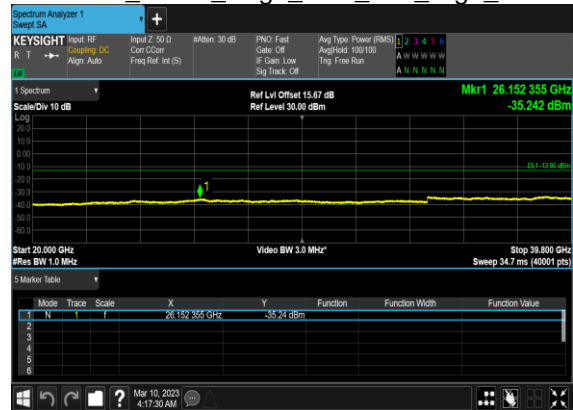 Spectrum Analyzer 1
Swept SA
+
KEYSIGHT
R T
LW
Input: RF
Coupling: DC
Align: Auto
Input Z: 50 Ω
Corr CCorr
Freq Ref: Int (S)
#Atten: 30 dB
PNO: Fast
Gate: Off
IF Gain: Low
Sig Track: Off
Avg Type: Power (RMS)
Avg|Hold: 100/100
Trig: Free Run
1 2 3 4 5 6
A W W W W W
A N N N N N
1 Spectrum
Scale/Div 10 dB
Ref Lvl Offset 15.67 dB
Ref Level 30.00 dBm
Mkr1 26.152 355 GHz
-35.242 dBm
Log
20.0
10.0
0.00
-10.0
-20.0
-30.0
-40.0
-50.0
-60.0
1
DL1 -13.00 dBm
Start 20.000 GHz
#Res BW 1.0 MHz
Video BW 3.0 MHz*
Stop 39.800 GHz
Sweep 34.7 ms (40001 pts)
5 Marker Table
Mode Trace Scale X Y Function Function Width Function Value
1 N 1 f 26.152 355 GHz -35.24 dBm
2
3
4
5
6
?
Mar 10, 2023
4:17:30 AM